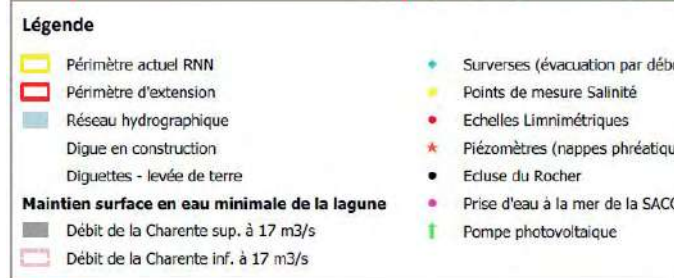 Légende
Périmètre actuel RNN
Périmètre d'extension
Réseau hydrographique
Digue en construction
Diguettes - levée de terre
Maintien surface en eau minimale de la lagune
Débit de la Charente sup. à 17 m3/s
Débit de la Charente inf. à 17 m3/s
Surverses (évacuation par débo
Points de mesure Salinité
Echelles Limnimétriques
Piézomètres (nappes phréatiqu
Ecluse du Rocher
Prise d'eau à la mer de la SACO
Pompe photovoltaique